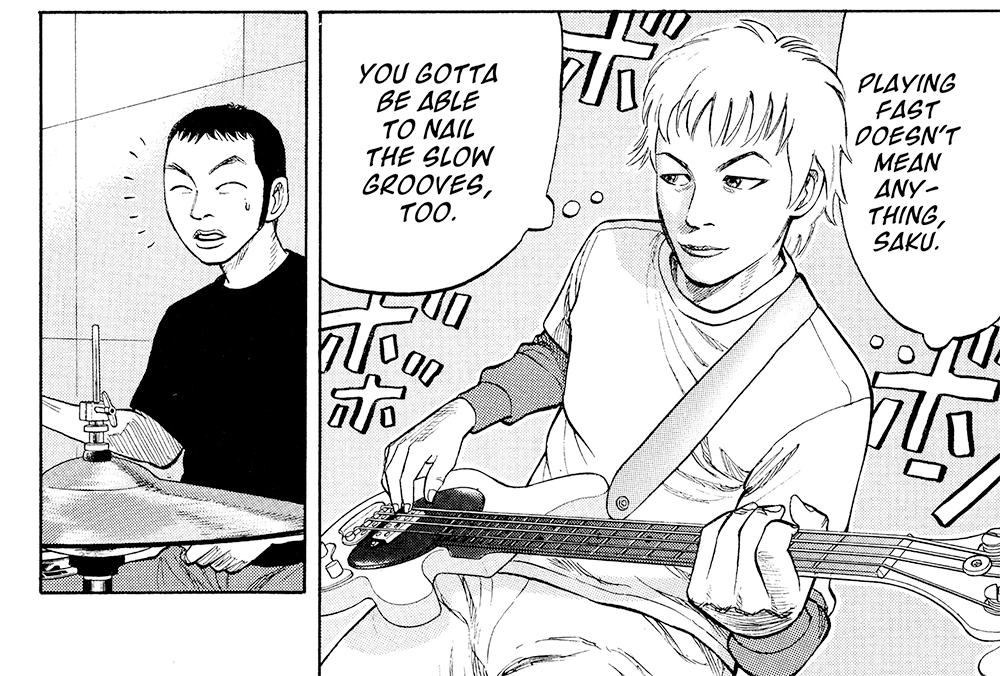 PLAYING
FAST
DOESN'T
MEAN
ANY-
THING,
SAKU.
YOU GOTTA
BE ABLE
TO NAIL
THE SLOW
GROOVES,
TOO.
ボ
ボン
ボ
ボ